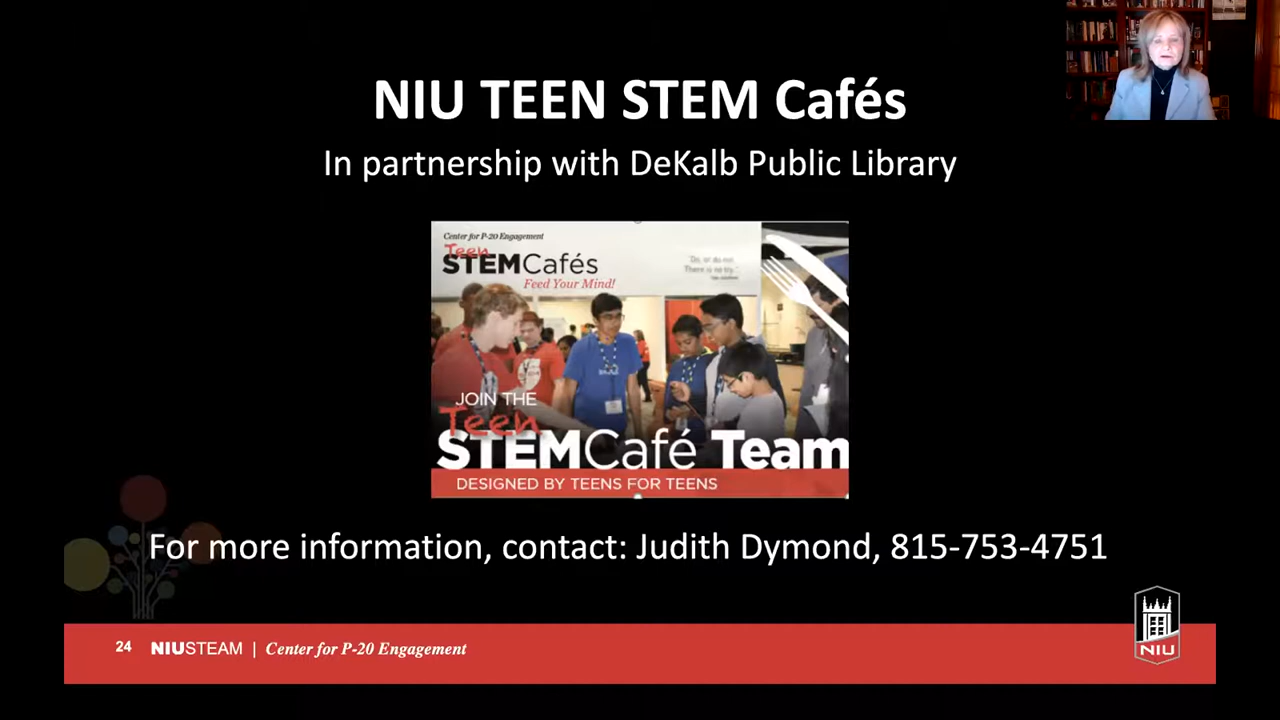 NIU TEEN STEM Cafés
In partnership with DeKalb Public Library
Center for P-20 Engagement
Teen
STEMCafés
Feed Your Mind!
"Do, or do not.
There is no try."
JOIN THE
Teen
STEMCafé Team
DESIGNED BY TEENS FOR TEENS
For more information, contact: Judith Dymond, 815-753-4751
24 NIUSTEAM | Center for P-20 Engagement
NIU